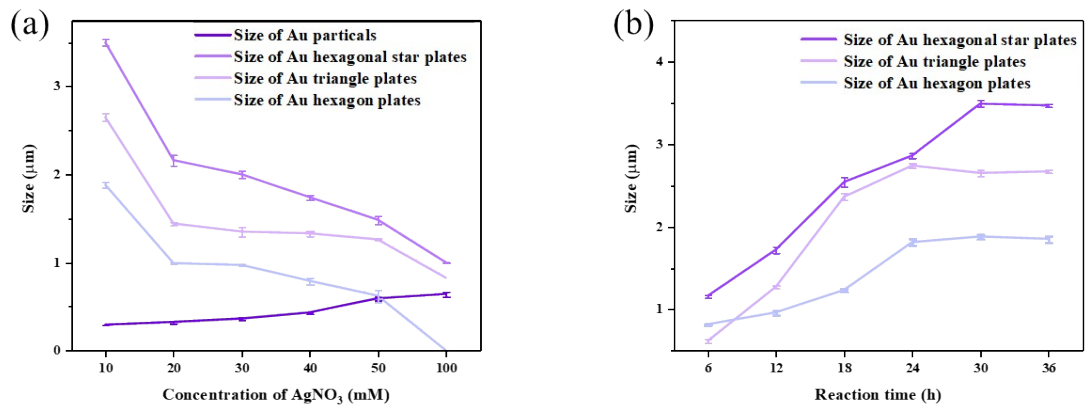 (a)
Size of Au particals
Size of Au hexagonal star plates
Size of Au triangle plates
Size of Au hexagon plates
Size (μm)
3
2
1
0
10 20 30 40 50 100
Concentration of AgNO₃ (mM)
(b)
Size of Au hexagonal star plates
Size of Au triangle plates
Size of Au hexagon plates
Size (μm)
4
3
2
1
6 12 18 24 30 36
Reaction time (h)